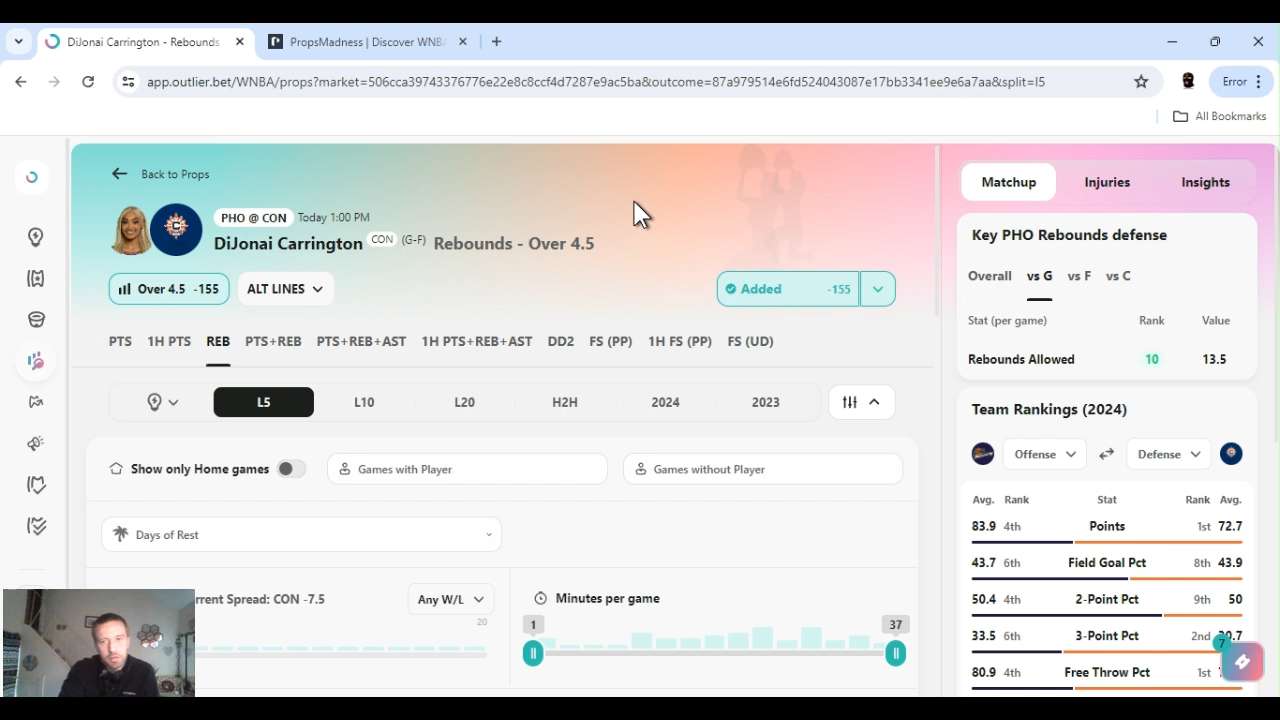 DiJonai Carrington - Rebounds
PropsMadness | Discover WNB
app.outlier.bet/WNBA/props?market=506cca39743376776e22e8c8ccf4d7287e9ac5ba&outcome=87a979514e6fd524043087e17bb3341ee9e6a7aa&split=l5
Error
All Bookmarks
Back to Props
PHO @ CON Today 1:00 PM
DiJonai Carrington CON (G-F) Rebounds - Over 4.5
Over 4.5 -155 ALT LINES
Added -155
PTS 1H PTS REB PTS+REB PTS+REB+AST 1H PTS+REB+AST DD2 FS (PP) 1H FS (PP) FS (UD)
L5 L10 L20 H2H 2024 2023
Show only Home games Games with Player Games without Player
Days of Rest
rrent Spread: CON -7.5 Any W/L
20
Minutes per game
1 37
Matchup Injuries Insights
Key PHO Rebounds defense
Overall vs G vs F vs C
Stat (per game) Rank Value
Rebounds Allowed 10 13.5
Team Rankings (2024)
Offense Defense
Avg. Rank Stat Rank Avg.
83.9 4th Points 1st 72.7
43.7 6th Field Goal Pct 8th 43.9
50.4 4th 2-Point Pct 9th 50
33.5 6th 3-Point Pct 2nd 0.7
7
80.9 4th Free Throw Pct 1st